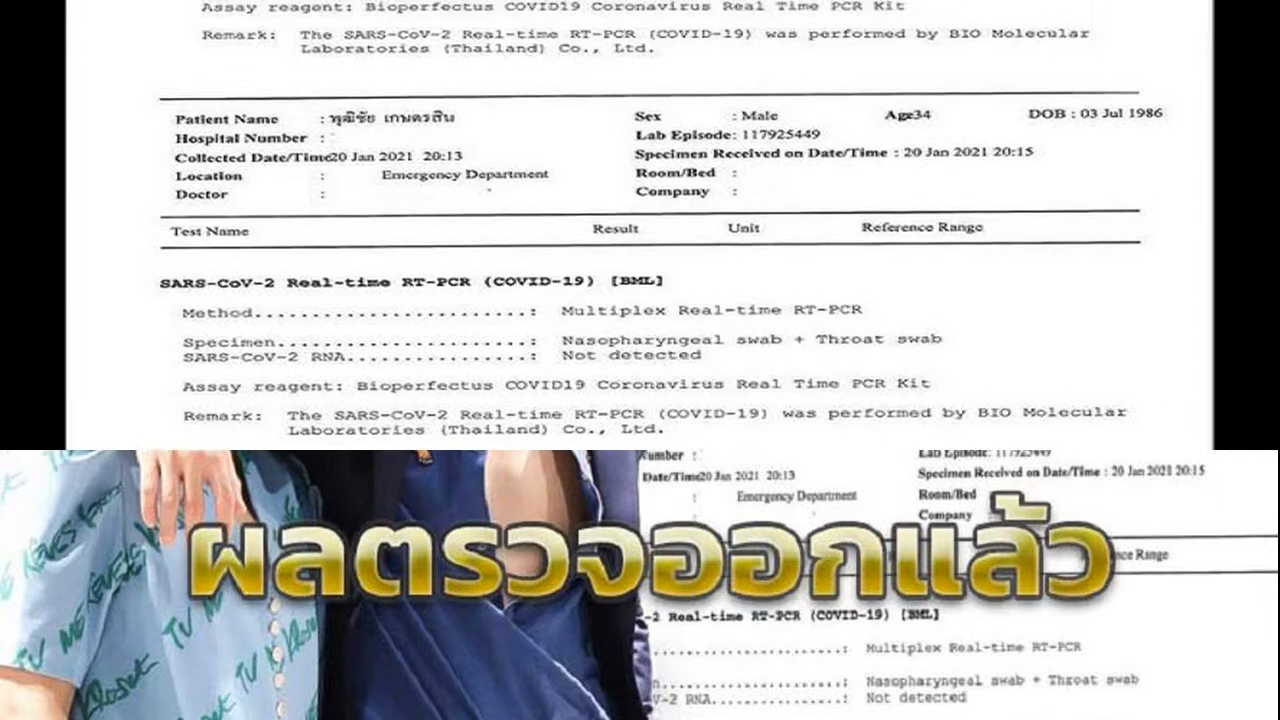 Assay reagent: Bioperfectus COVID19 Coronavirus Real Time PCR Kit
Remark: The SARS-CoV-2 Real-time RT-PCR (COVID-19) was performed by BIO Molecular
Laboratories (Thailand) Co., Ltd.
Patient Name : พุฒิชัย เกษตรสิน Sex : Male Age34 DOB : 03 Jul 1986
Hospital Number : Lab Episode: 117925449
Collected Date/Time20 Jan 2021 20:13 Specimen Received on Date/Time : 20 Jan 2021 20:15
Location : Emergency Department Room/Bed :
Doctor : Company :
Test Name Result Unit Reference Range
SARS-CoV-2 Real-time RT-PCR (COVID-19) [BML]
Method........................: Multiplex Real-time RT-PCR
Specimen......................: Nasopharyngeal swab + Throat swab
SARS-CoV-2 RNA................: Not detected
Assay reagent: Bioperfectus COVID19 Coronavirus Real Time PCR Kit
Remark: The SARS-CoV-2 Real-time RT-PCR (COVID-19) was performed by BIO Molecular
Laboratories (Thailand) Co., Ltd.
Number : Lab Episode: 117925449
Date/Time20 Jan 2021 20:13 Specimen Received on Date/Time : 20 Jan 2021 20:15
: Emergency Department Room/Bed
: Company :
ผลตรวจออกแล้ว
nce Range
-2 Real-time RT-PCR (COVID-19) [BML]
....................: Multiplex Real-time RT-PCR
n...................: Nasopharyngeal swab + Throat swab
V-2 RNA.............: Not detected
TV ME
Closet